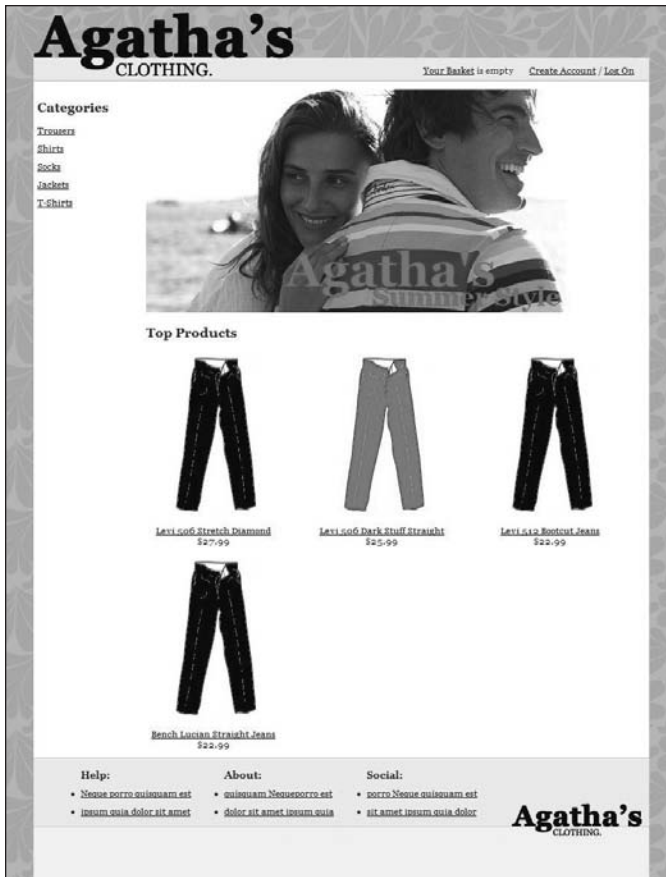 Agatha's
CLOTHING.
Your Basket is empty Create Account / Log On
Categories
Trousers
Shirts
Socks
Jackets
T-Shirts
Agatha's
Summer Style
Top Products
Levi 506 Stretch Diamond
$27.99
Levi 506 Dark Stuff Straight
$25.99
Levi 512 Bootcut Jeans
$22.99
Bench Lucian Straight Jeans
$22.99
Help:
• Neque porro quisquam est
• ipsum quia dolor sit amet
About:
• quisquam Nequeporro est
• dolor sit amet ipsum quia
Social:
• porro Neque quisquam est
• sit amet ipsum quia dolor
Agatha's
CLOTHING.